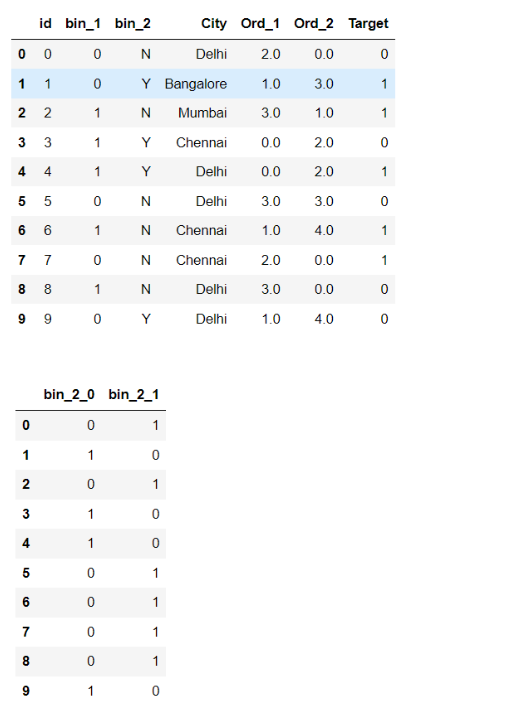 id bin_1 bin_2 City Ord_1 Ord_2 Target
0 0 0 N Delhi 2.0 0.0 0
1 1 0 Y Bangalore 1.0 3.0 1
2 2 1 N Mumbai 3.0 1.0 1
3 3 1 Y Chennai 0.0 2.0 0
4 4 1 Y Delhi 0.0 2.0 1
5 5 0 N Delhi 3.0 3.0 0
6 6 1 N Chennai 1.0 4.0 1
7 7 0 N Chennai 2.0 0.0 1
8 8 1 N Delhi 3.0 0.0 0
9 9 0 Y Delhi 1.0 4.0 0
bin_2_0 bin_2_1
0 0 1
1 1 0
2 0 1
3 1 0
4 1 0
5 0 1
6 0 1
7 0 1
8 0 1
9 1 0